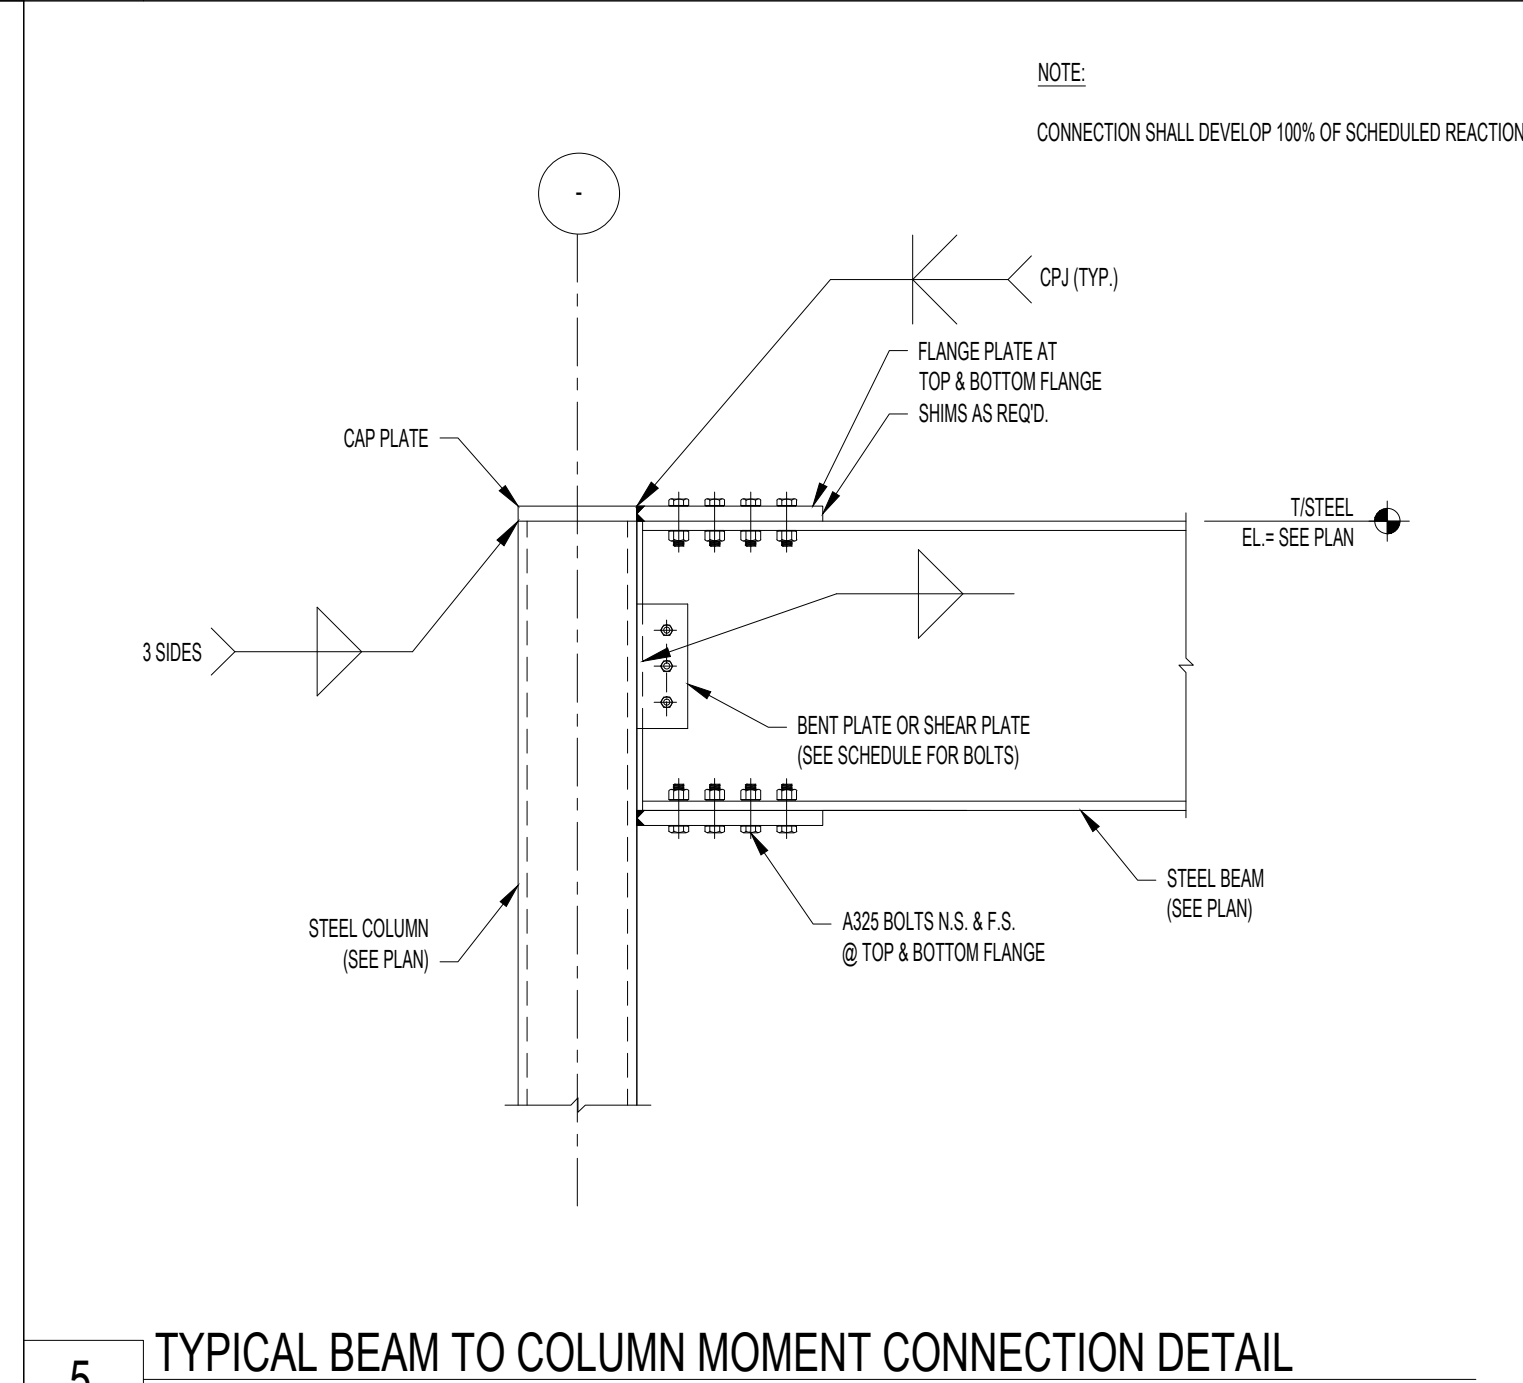 NOTE:
CONNECTION SHALL DEVELOP 100% OF SCHEDULED REACTION
-
CPJ (TYP.)
FLANGE PLATE AT
TOP & BOTTOM FLANGE
SHIMS AS REQ'D.
CAP PLATE
T/STEEL
EL.= SEE PLAN
3 SIDES
BENT PLATE OR SHEAR PLATE
(SEE SCHEDULE FOR BOLTS)
STEEL BEAM
(SEE PLAN)
A325 BOLTS N.S. & F.S.
@ TOP & BOTTOM FLANGE
STEEL COLUMN
(SEE PLAN)
5
TYPICAL BEAM TO COLUMN MOMENT CONNECTION DETAIL